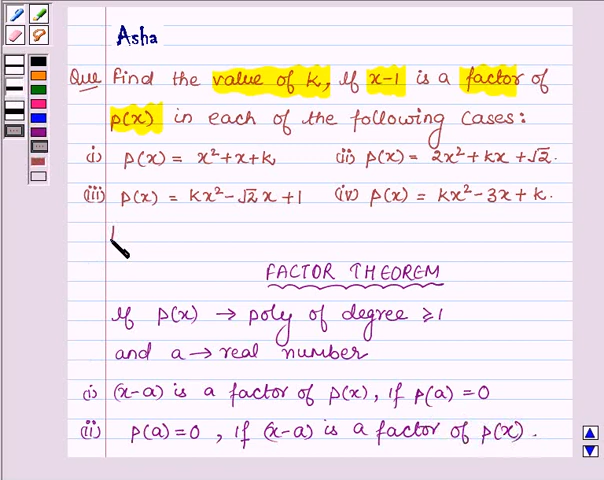 Asha
Que Find the value of k, if x-1 is a factor of
p(x) in each of the following cases:
(i) p(x) = x²+x+k (ii) p(x) = 2x²+kx+√2.
(iii) p(x) = kx²-√2x+1 (iv) p(x) = kx²-3x+k.
FACTOR THEOREM
If p(x) → poly of degree ≥1
and a → real number
(i) (x-a) is a factor of p(x), if p(a)=0
(ii) p(a)=0, if (x-a) is a factor of p(x).